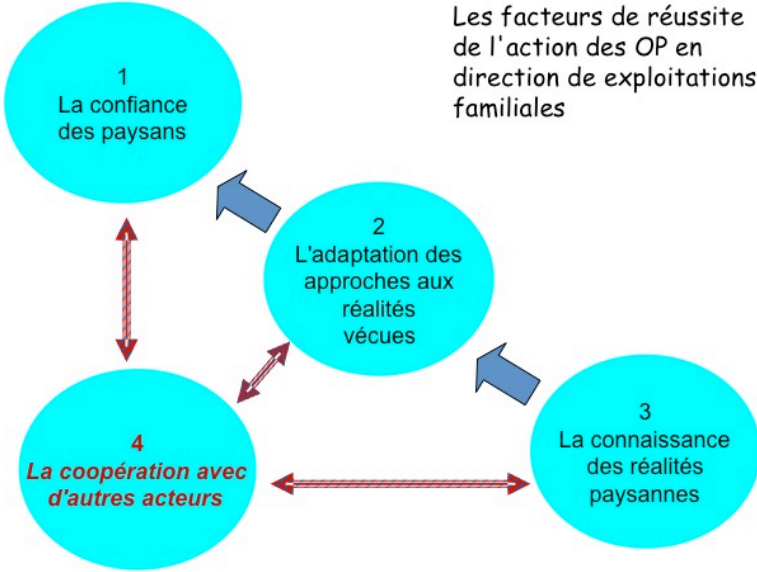 Les facteurs de réussite
de l'action des OP en
direction de exploitations
familiales
1
La confiance
des paysans
2
L'adaptation des
approches aux
réalités
vécues
3
La connaissance
des réalités
paysannes
4
La coopération avec
d'autres acteurs